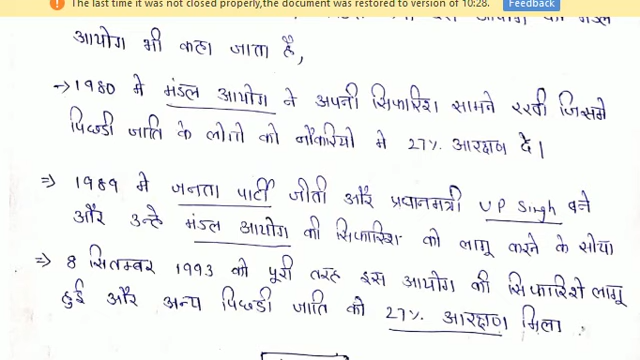 The last time it was not closed properly,the document was restored to version of 10:28. Feedback
आयोग भी कहा जाता है,
→ 1980 मे मंडल आयोग ने अपनी सिफारिश सामने रखी जिसमे
पिछडी जाति के लोगो को नौकरियो मे 27% आरक्षण दे।
⇒ 1989 मे जनता पार्टी जीती और प्रधानमत्री VP Singh बने
और उन्हे मंडल आयोग की सिफारिश को लागू करने के सोचा
⇒ 8 सितम्बर 1993 को पूरी तरह इस आयोग की सिफारिशे लागू
हुई और अन्य पिछडी जाति को 27% आरक्षण मिला .